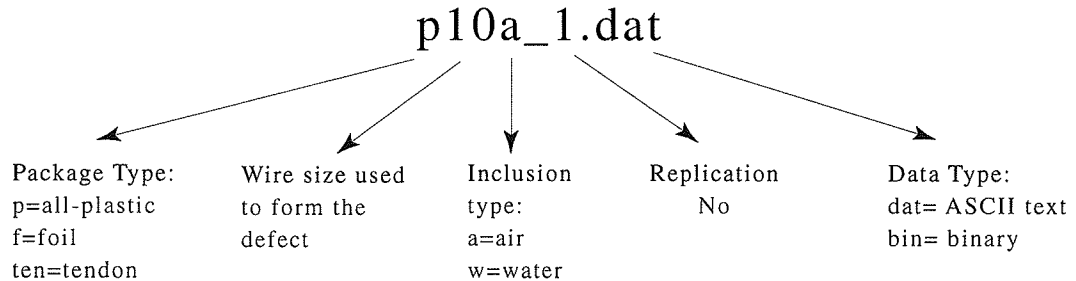 p10a_1.dat
Package Type:
p=all-plastic
f=foil
ten=tendon
Wire size used
to form the
defect
Inclusion
type:
a=air
w=water
Replication
No
Data Type:
dat= ASCII text
bin= binary